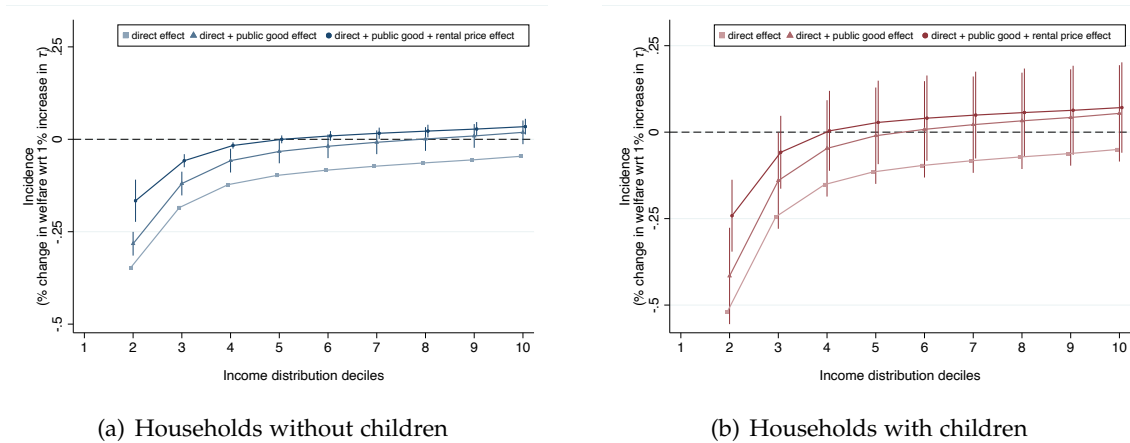 direct effect direct + public good effect direct + public good + rental price effect
Incidence
(% change in welfare wrt 1% increase in τ)
.25
0
-.25
-.5
1 2 3 4 5 6 7 8 9 10
Income distribution deciles
(a) Households without children
direct effect direct + public good effect direct + public good + rental price effect
Incidence
(% change in welfare wrt 1% increase in τ)
.25
0
-.25
-.5
1 2 3 4 5 6 7 8 9 10
Income distribution deciles
(b) Households with children